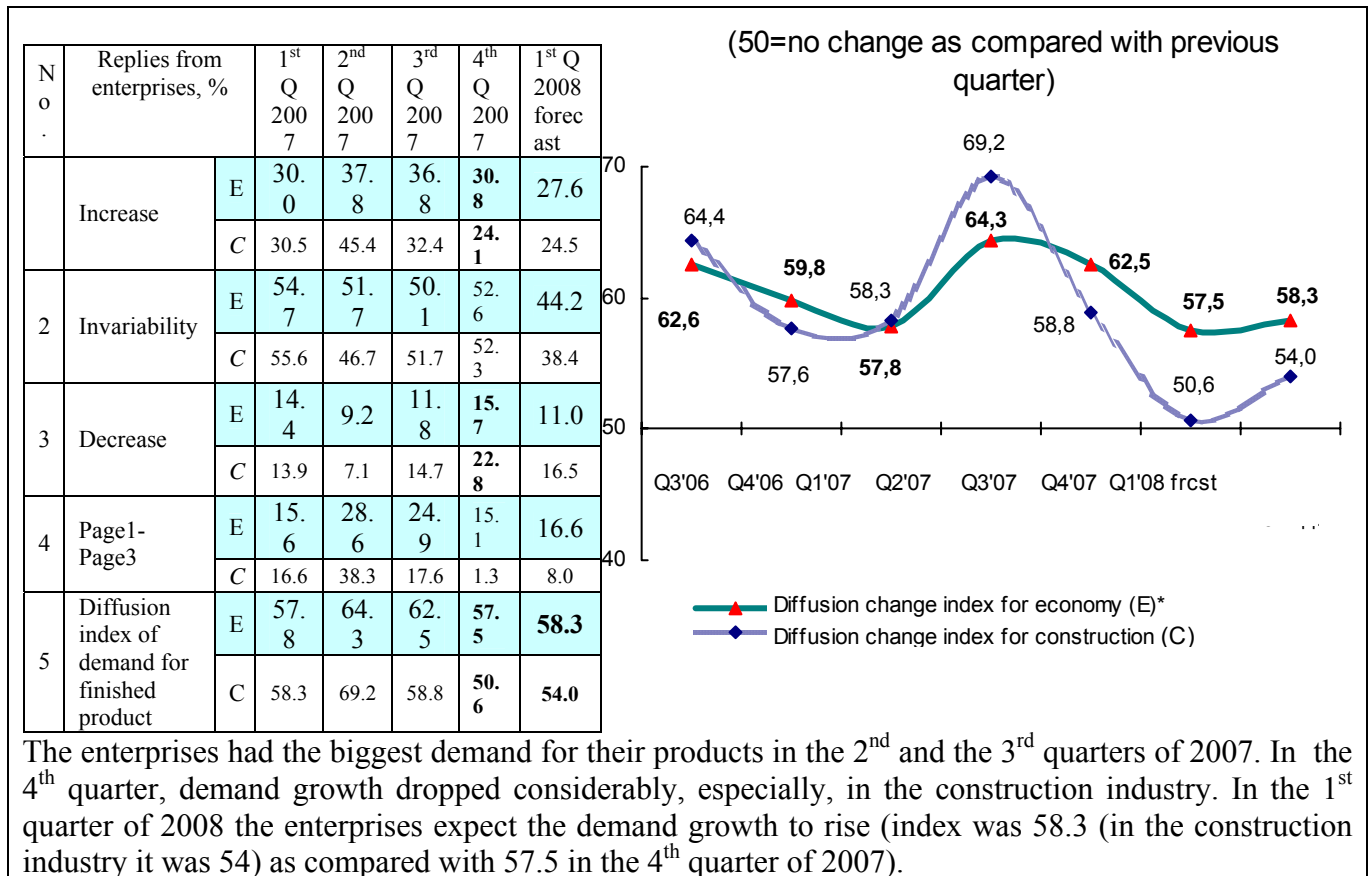 N
o
.
Replies from
enterprises, %
1st
Q
200
7
2nd
Q
200
7
3rd
Q
200
7
4th
Q
200
7
1st Q
2008
forec
ast
Increase
E
30.
0
37.
8
36.
8
30.
8
27.6
C
30.5
45.4
32.4
24.
1
24.5
2
Invariability
E
54.
7
51.
7
50.
1
52.
6
44.2
C
55.6
46.7
51.7
52.
3
38.4
3
Decrease
E
14.
4
9.2
11.
8
15.
7
11.0
C
13.9
7.1
14.7
22.
8
16.5
4
Page1-
Page3
E
15.
6
28.
6
24.
9
15.
1
16.6
C
16.6
38.3
17.6
1.3
8.0
5
Diffusion
index of
demand for
finished
product
E
57.
8
64.
3
62.
5
57.
5
58.3
C
58.3
69.2
58.8
50.
6
54.0
(50=no change as compared with previous
quarter)
70
60
50
40
64,4
62,6
59,8
57,6
58,3
57,8
69,2
64,3
62,5
58,8
57,5
50,6
58,3
54,0
Q3'06 Q4'06 Q1'07 Q2'07 Q3'07 Q4'07 Q1'08 frcst
Diffusion change index for economy (E)*
Diffusion change index for construction (C)
The enterprises had the biggest demand for their products in the 2nd and the 3rd quarters of 2007. In the
4th quarter, demand growth dropped considerably, especially, in the construction industry. In the 1st
quarter of 2008 the enterprises expect the demand growth to rise (index was 58.3 (in the construction
industry it was 54) as compared with 57.5 in the 4th quarter of 2007).